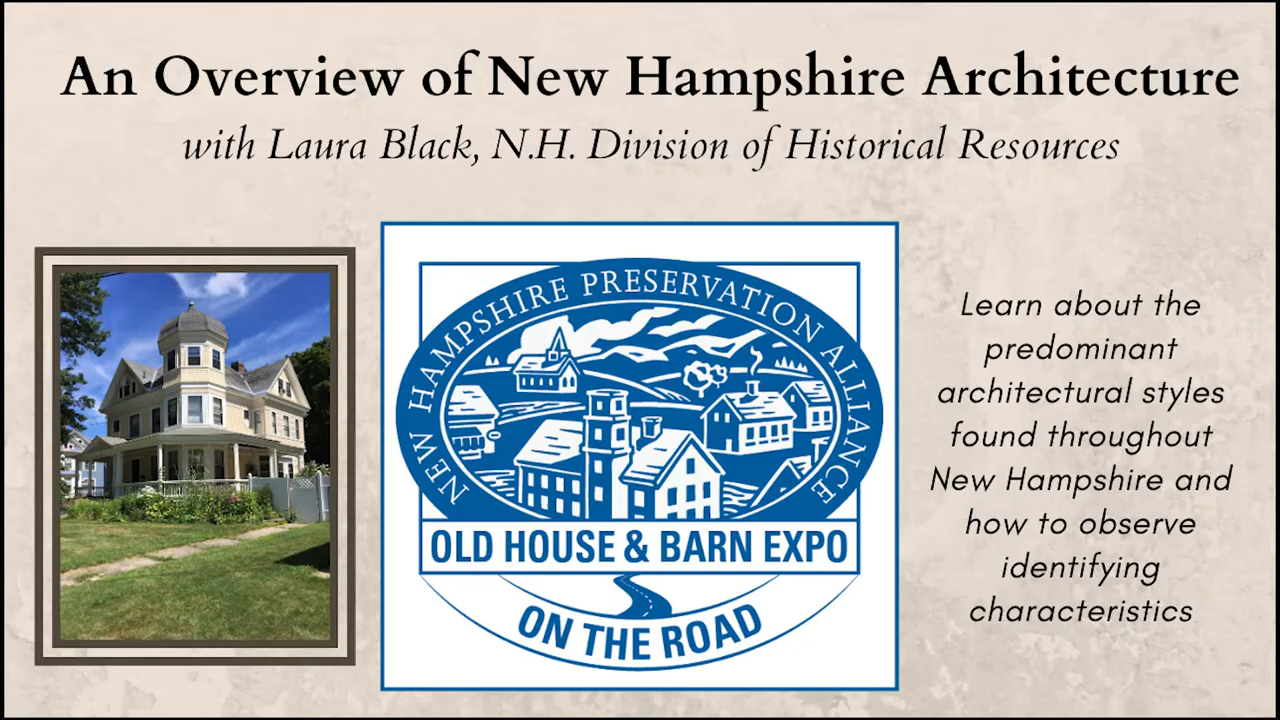 An Overview of New Hampshire Architecture
with Laura Black, N.H. Division of Historical Resources
NEW HAMPSHIRE PRESERVATION ALLIANCE
OLD HOUSE & BARN EXPO
ON THE ROAD
Learn about the
predominant
architectural styles
found throughout
New Hampshire and
how to observe
identifying
characteristics